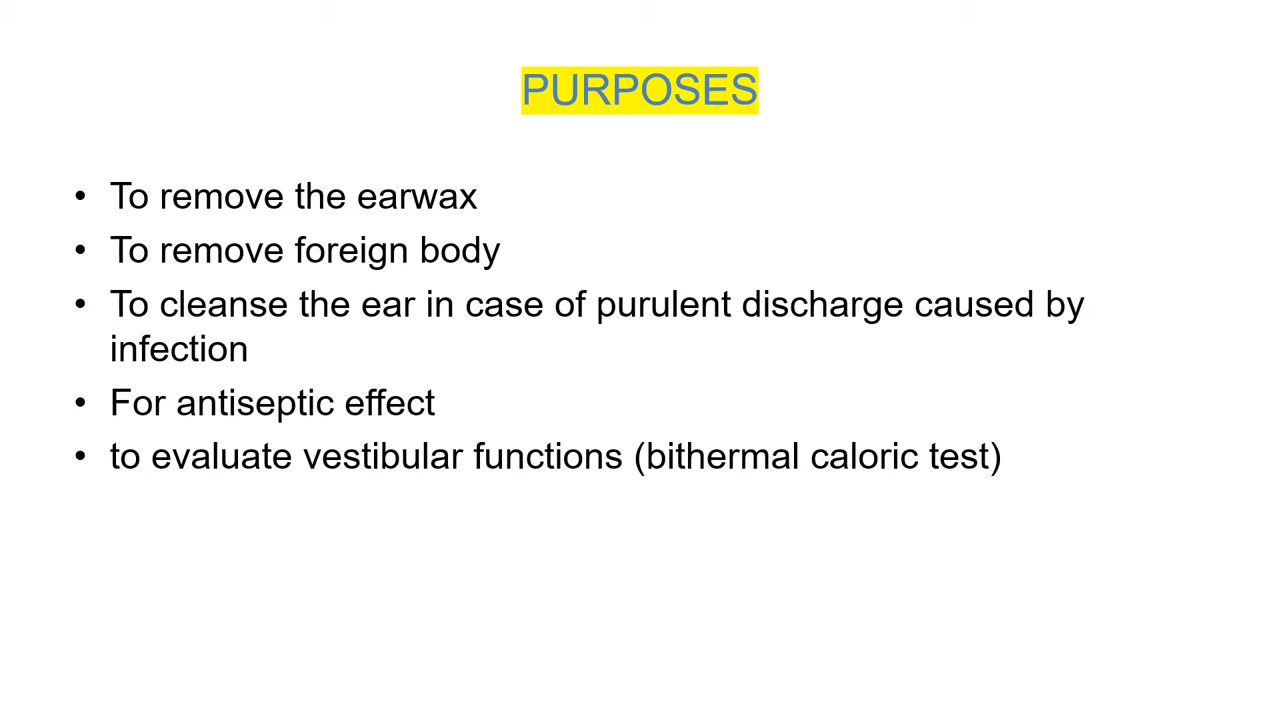 PURPOSES
• To remove the earwax
• To remove foreign body
• To cleanse the ear in case of purulent discharge caused by
infection
• For antiseptic effect
• to evaluate vestibular functions (bithermal caloric test)